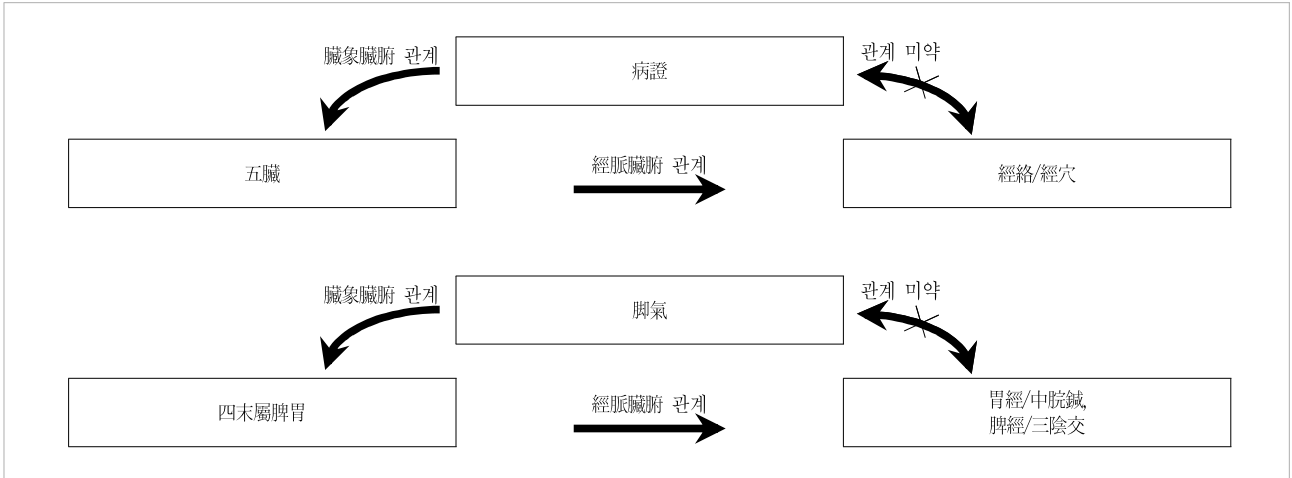 臟象臟腑 관계
病證
관계 미약
五臟
經脈臟腑 관계
經絡/經穴
臟象臟腑 관계
脚氣
관계 미약
四末屬脾胃
經脈臟腑 관계
胃經/中脘鍼,
脾經/三陰交